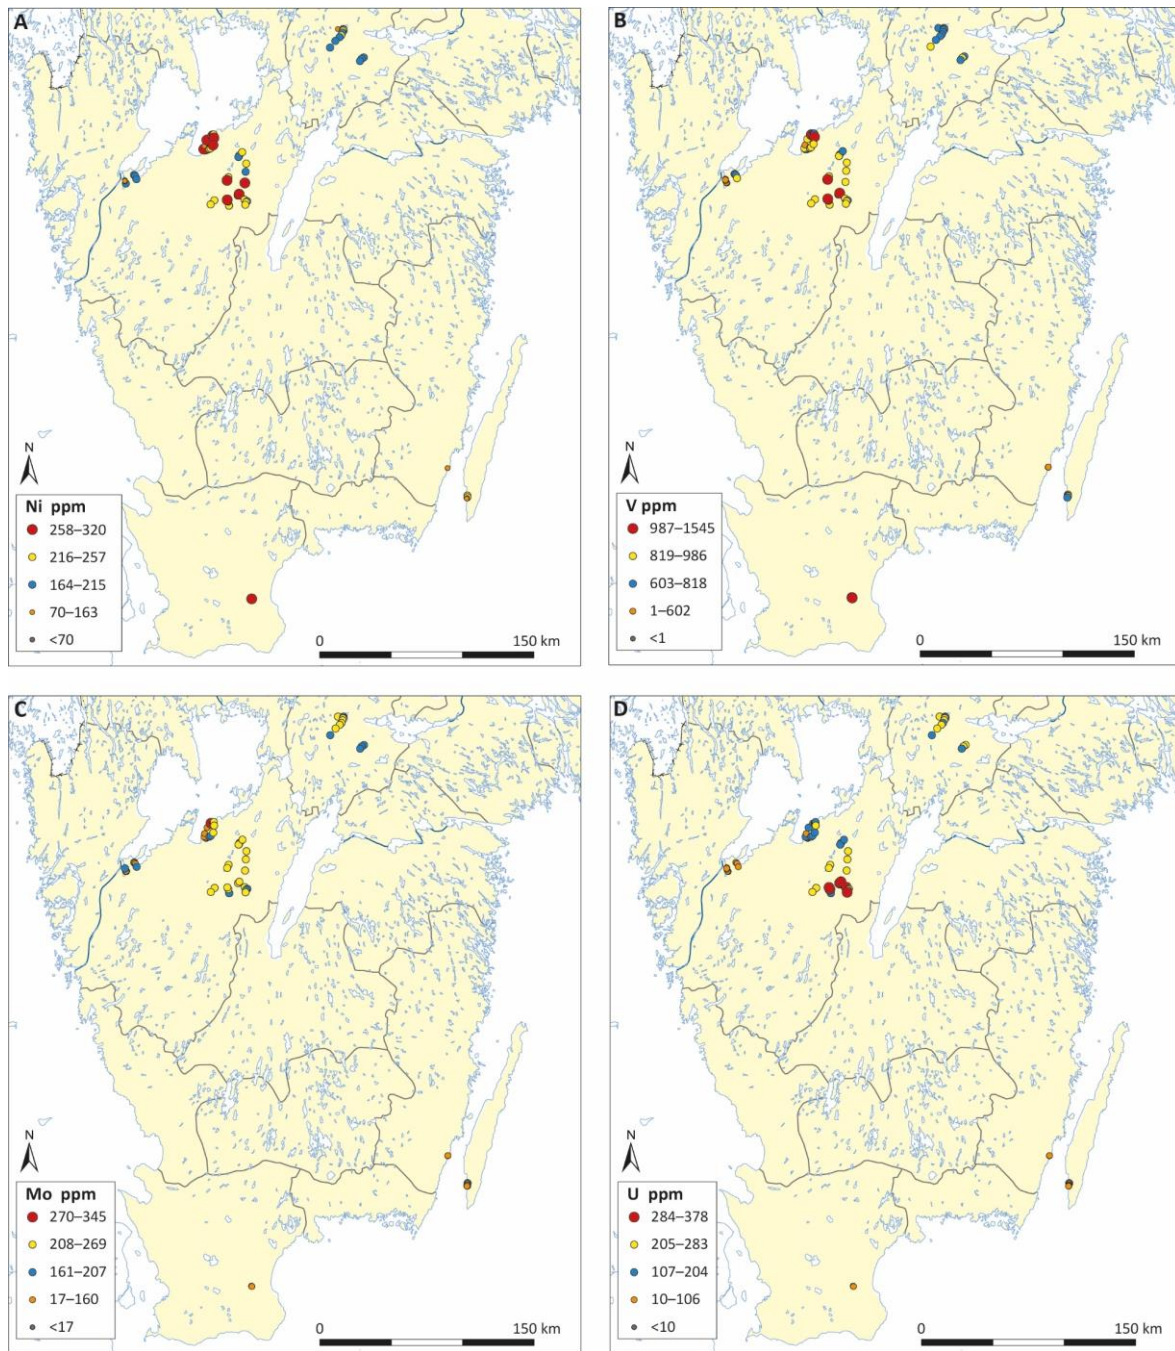 A
N
Ni ppm
258–320
216–257
164–215
70–163
<70
0 150 km
B
N
V ppm
987–1545
819–986
603–818
1–602
<1
0 150 km
C
N
Mo ppm
270–345
208–269
161–207
17–160
<17
0 150 km
D
N
U ppm
284–378
205–283
107–204
10–106
<10
0 150 km